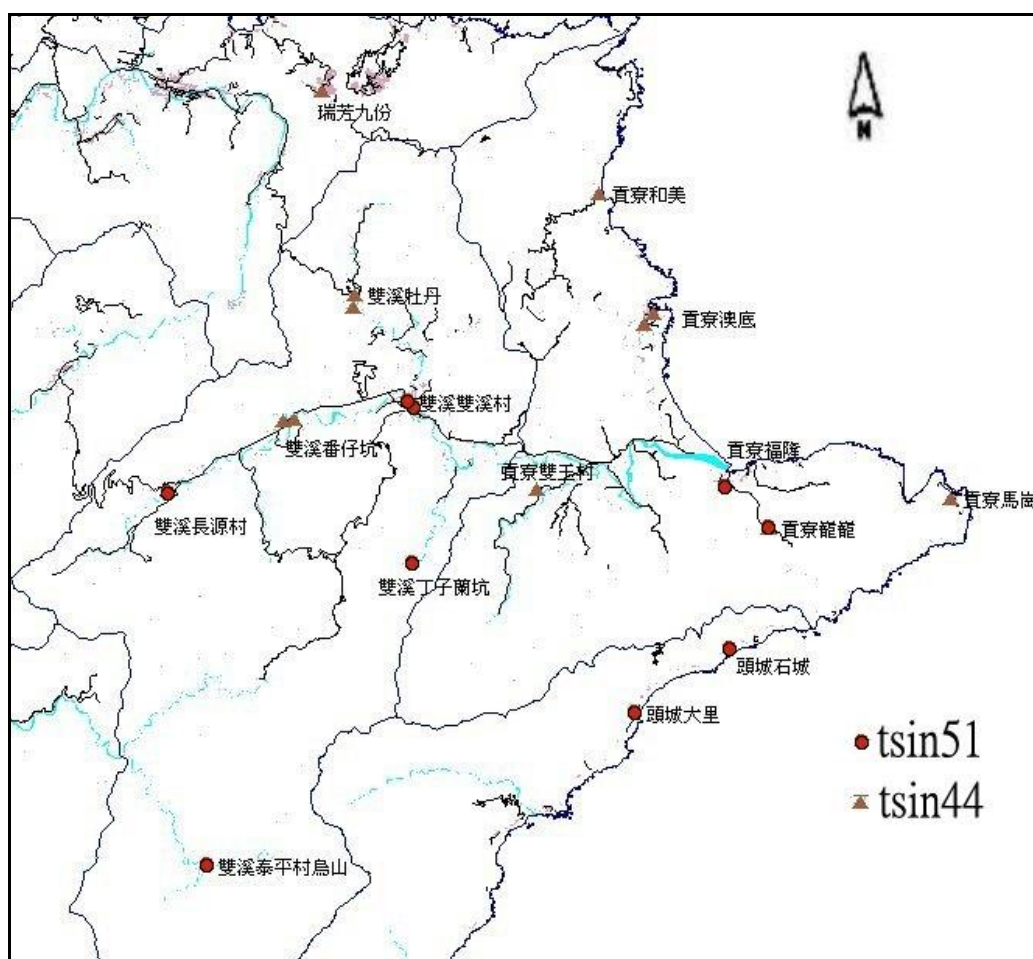 瑞芳九份
N
貢寮和美
雙溪牡丹
貢寮澳底
雙溪雙溪村
雙溪番仔坑
貢寮福隆
貢寮雙玉村
貢寮馬崗
雙溪長源村
貢寮龍龍
雙溪丁子蘭坑
頭城石城
頭城大里
tsin51
tsin44
雙溪泰平村烏山